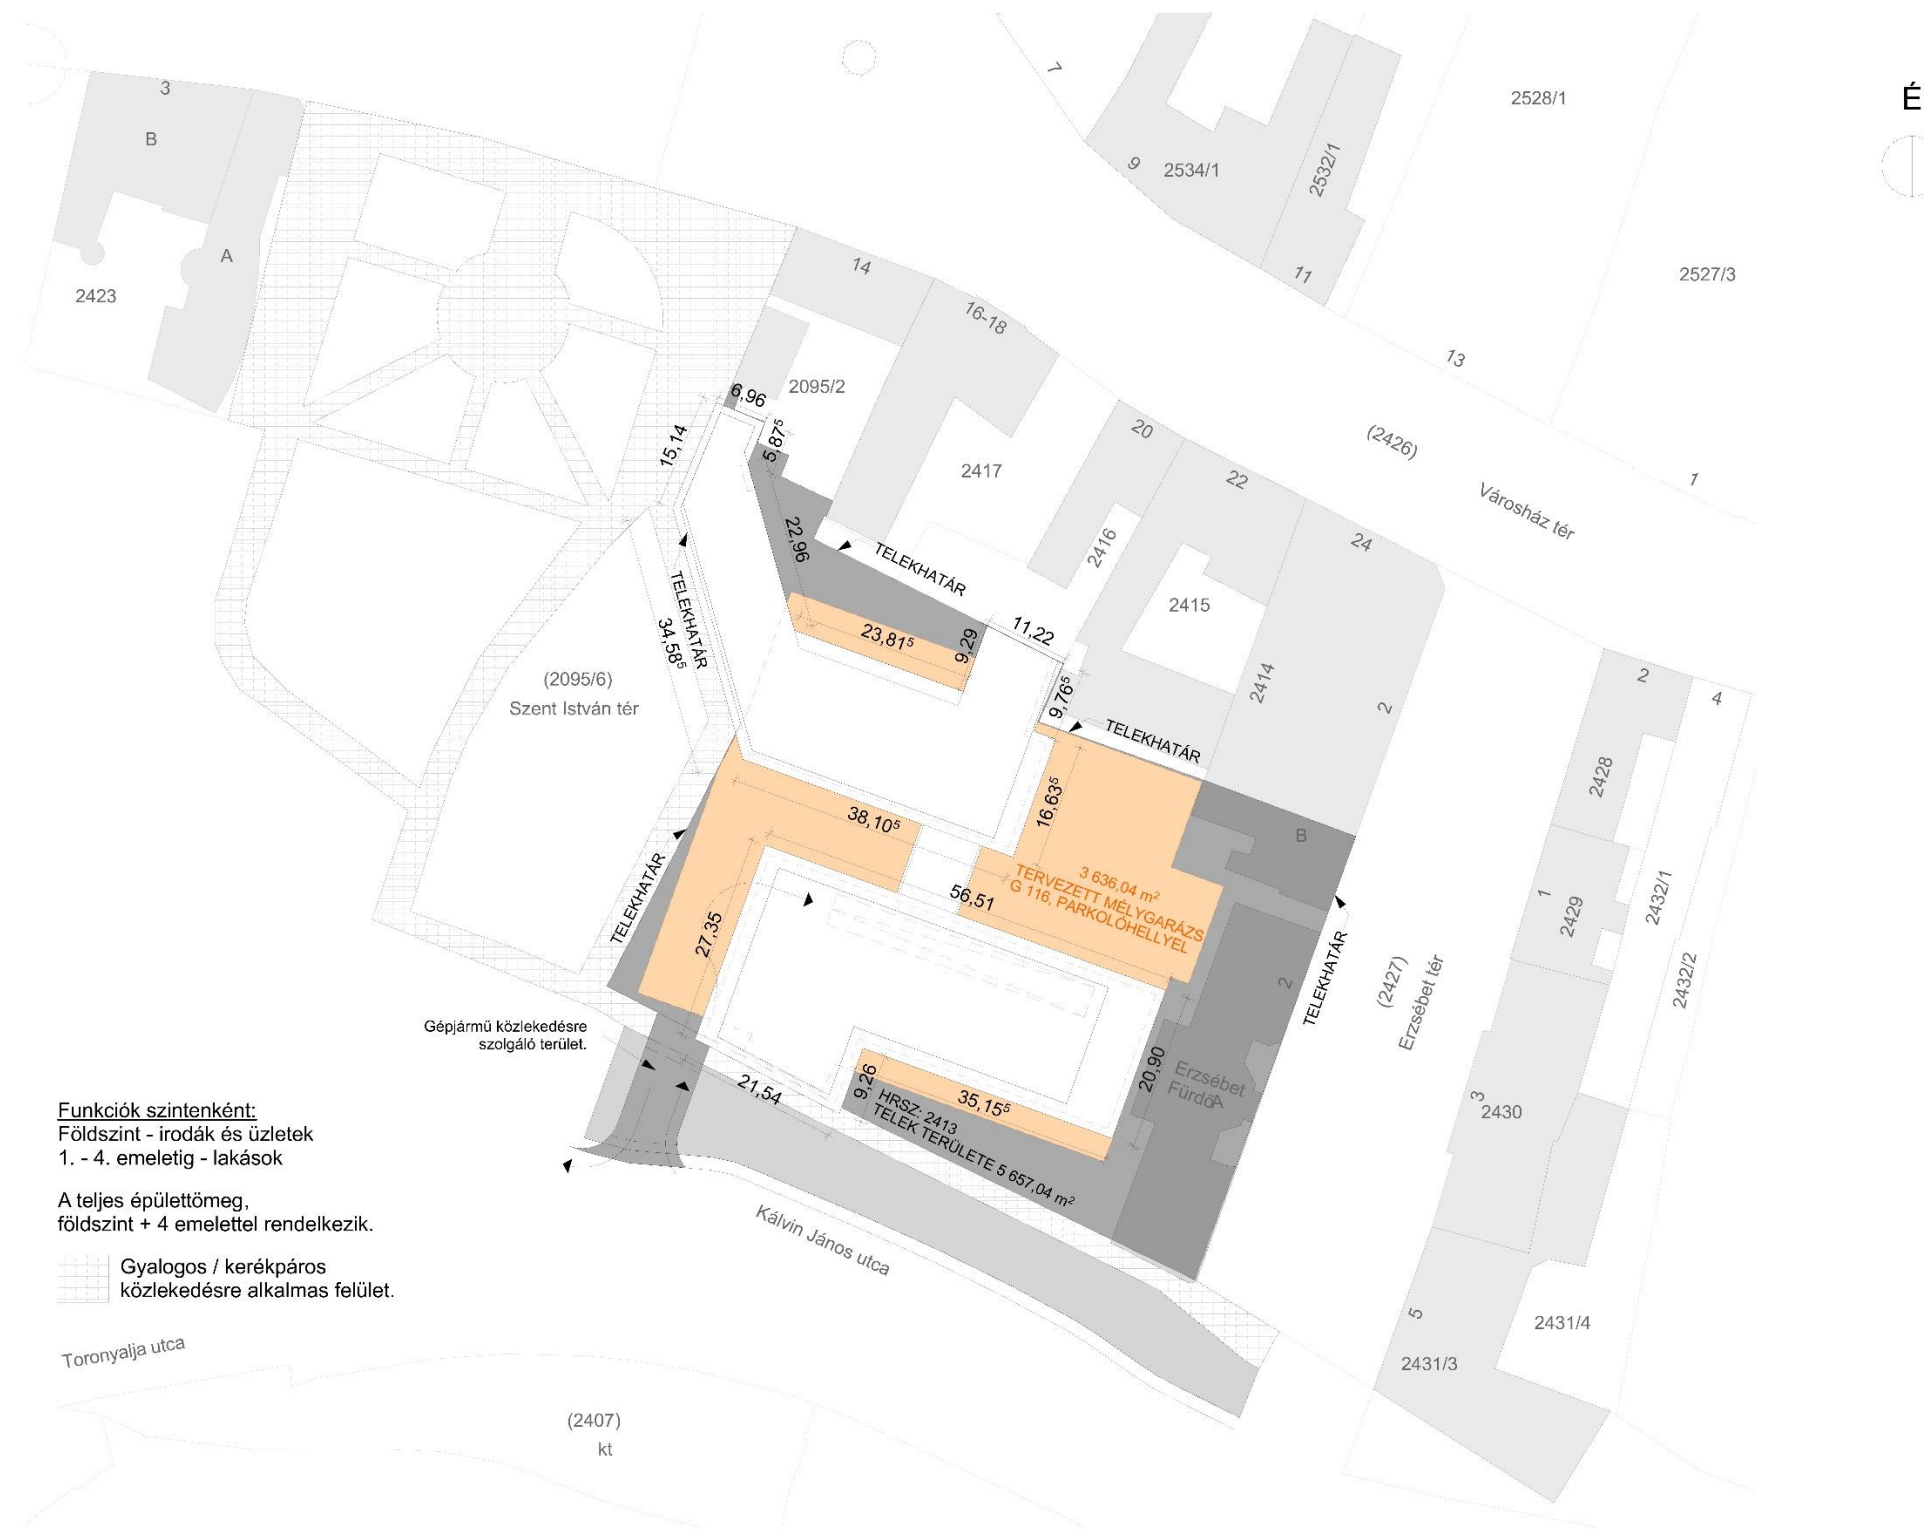 É
3
B
A
2423
7
9
2534/1
2532/1
11
2528/1
2527/3
13
1
(2426)
Városház tér
14
16-18
2095/2
2417
20
22
24
2416
2415
2414
2
6,96
15,14
5,87⁵
22,96
TELEKHATÁR
TELEKHATÁR
34,58⁵
23,81⁵
9,29
11,22
9,76⁵
TELEKHATÁR
(2095/6)
Szent István tér
38,10⁵
16,63⁵
B
3 636,04 m²
TERVEZETT MÉLYGARÁZS
G 116, PARKOLÓHELLYEL
56,51
27,35
TELEKHATÁR
TELEKHATÁR
2
(2427)
Erzsébet tér
2
4
2428
1
2429
2432/1
2432/2
3
2430
5
2431/3
2431/4
Gépjármű közlekedésre
szolgáló terület.
21,54
9,26
35,15⁵
20,90
Erzsébet
Fürdő
A
HRSZ: 2413
TELEK TERÜLETE 5 657,04 m²
Kálvin János utca
Funkciók szintenként:
Földszint - irodák és üzletek
1. - 4. emeletig - lakások
A teljes épülettömeg,
földszint + 4 emelettel rendelkezik.
Gyalogos / kerékpáros
közlekedésre alkalmas felület.
Toronyalja utca
(2407)
kt